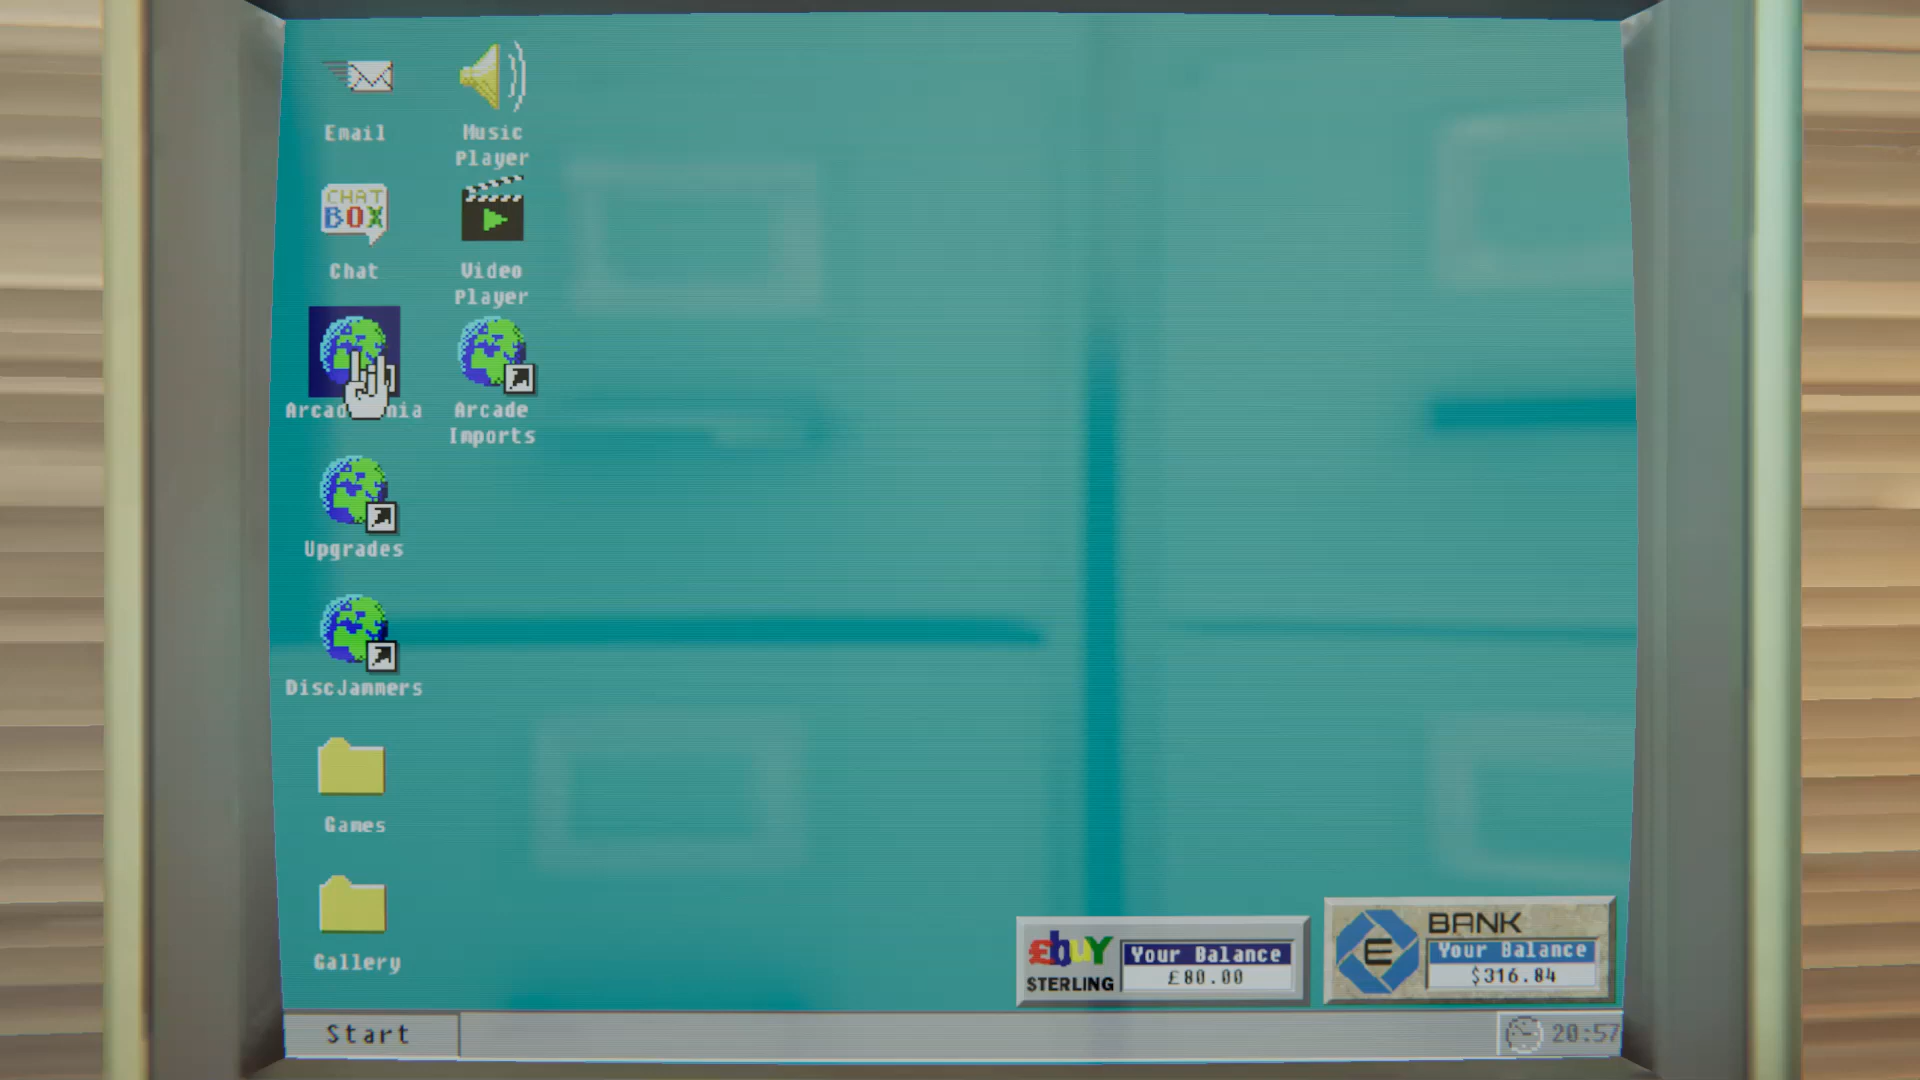 Email
Music
Player
CHAT
BOX
Chat
Video
Player
Arcade
Imports
Upgrades
DiscJammers
Games
Gallery
£buY
STERLING
Your Balance
£80.00
E
BANK
Your Balance
$316.84
Start
20:57